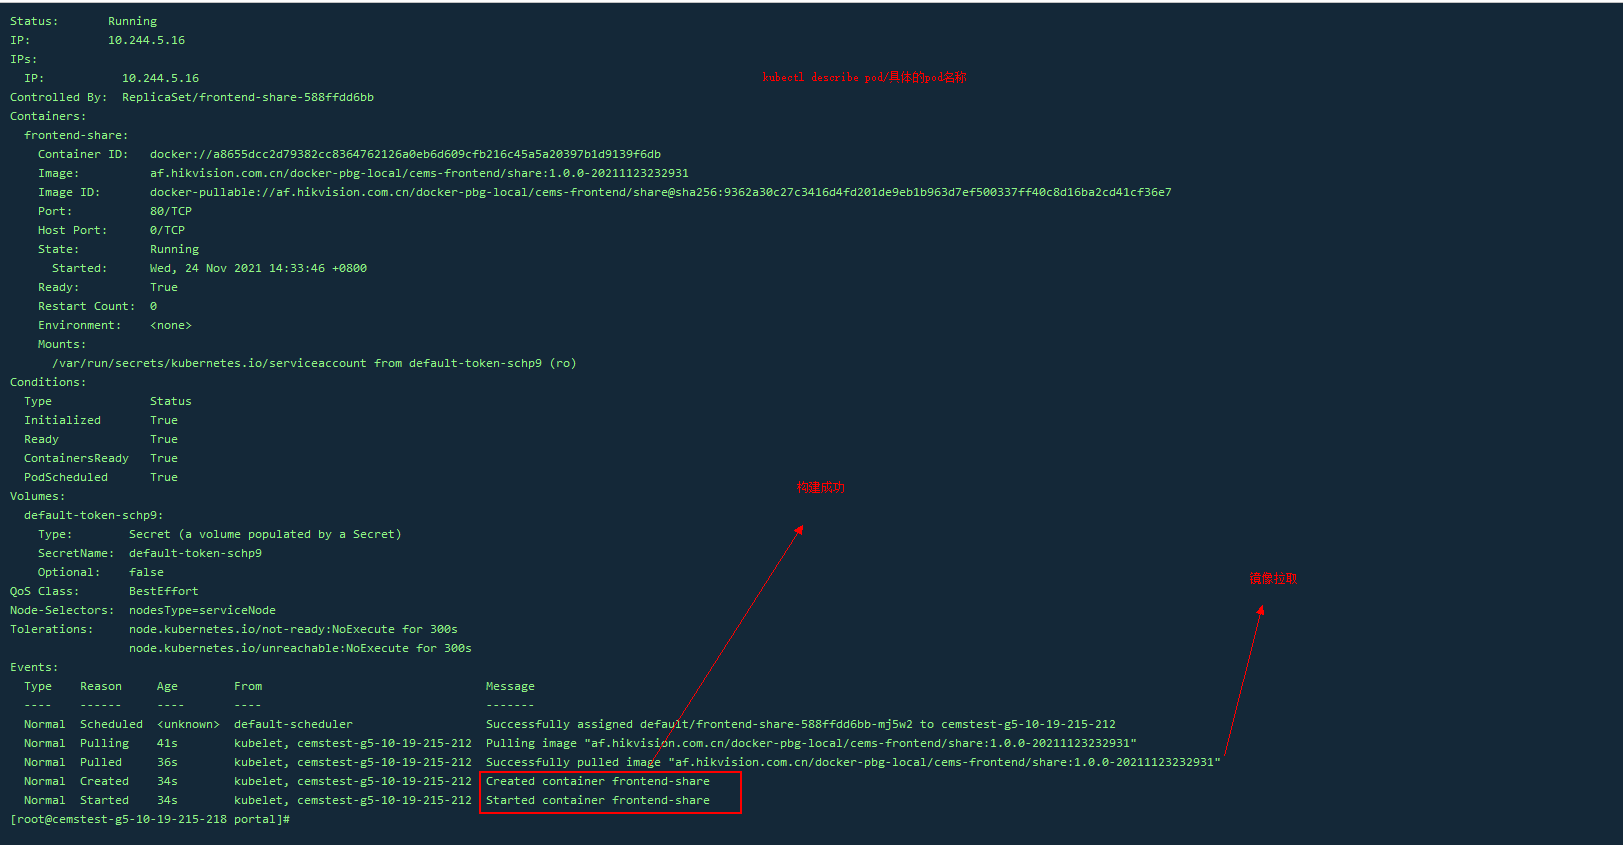 Status: Running
IP: 10.244.5.16
IPs:
IP: 10.244.5.16
kubectl describe pod/具体的pod名称
Controlled By: ReplicaSet/frontend-share-588ffdd6bb
Containers:
frontend-share:
Container ID: docker://a8655dcc2d79382cc8364762126a0eb6d609cfb216c45a5a20397b1d9139f6db
Image: af.hikvision.com.cn/docker-pbg-local/cems-frontend/share:1.0.0-20211123232931
Image ID: docker-pullable://af.hikvision.com.cn/docker-pbg-local/cems-frontend/share@sha256:9362a30c27c3416d4fd201de9eb1b963d7ef500337ff40c8d16ba2cd41cf36e7
Port: 80/TCP
Host Port: 0/TCP
State: Running
Started: Wed, 24 Nov 2021 14:33:46 +0800
Ready: True
Restart Count: 0
Environment: <none>
Mounts:
/var/run/secrets/kubernetes.io/serviceaccount from default-token-schp9 (ro)
Conditions:
Type Status
Initialized True
Ready True
ContainersReady True
PodScheduled True
构建成功
Volumes:
default-token-schp9:
Type: Secret (a volume populated by a Secret)
SecretName: default-token-schp9
Optional: false
镜像拉取
QoS Class: BestEffort
Node-Selectors: nodesType=serviceNode
Tolerations: node.kubernetes.io/not-ready:NoExecute for 300s
node.kubernetes.io/unreachable:NoExecute for 300s
Events:
Type Reason Age From Message
---- ------ ---- ---- -------
Normal Scheduled <unknown> default-scheduler Successfully assigned default/frontend-share-588ffdd6bb-mj5w2 to cemstest-g5-10-19-215-212
Normal Pulling 41s kubelet, cemstest-g5-10-19-215-212 Pulling image "af.hikvision.com.cn/docker-pbg-local/cems-frontend/share:1.0.0-20211123232931"
Normal Pulled 36s kubelet, cemstest-g5-10-19-215-212 Successfully pulled image "af.hikvision.com.cn/docker-pbg-local/cems-frontend/share:1.0.0-20211123232931"
Normal Created 34s kubelet, cemstest-g5-10-19-215-212 Created container frontend-share
Normal Started 34s kubelet, cemstest-g5-10-19-215-212 Started container frontend-share
[root@cemstest-g5-10-19-215-218 portal]#